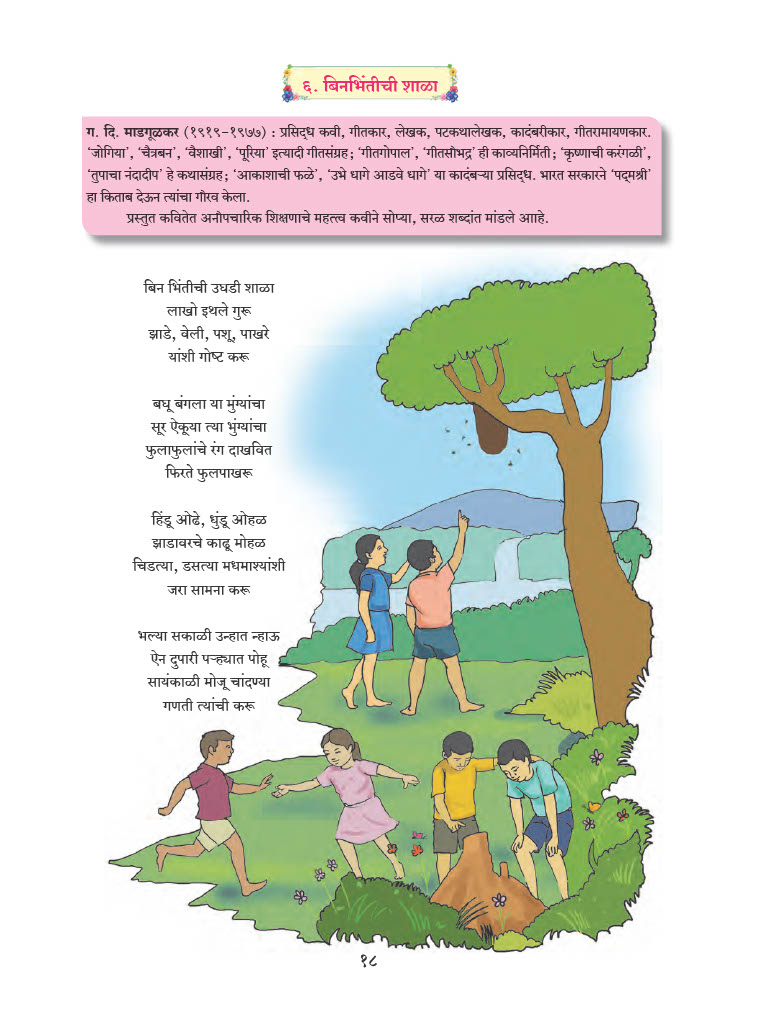 ६. बिनभिंतीची शाळा
ग. दि. माडगूळकर (१९१९-१९७७) : प्रसिद्ध कवी, गीतकार, लेखक, पटकथालेखक, कादंबरीकार, गीतरामायणकार.
‘जोगिया’, ‘चैत्रबन’, ‘वैशाखी’, ‘पूरिया’ इत्यादी गीतसंग्रह; ‘गीतगोपाल’, ‘गीतसौभद्र’ ही काव्यनिर्मिती; ‘कृष्णाची करंगळी’,
‘तुपाचा नंदादीप’ हे कथासंग्रह; ‘आकाशाची फळे’, ‘उभे धागे आडवे धागे’ या कादंबऱ्या प्रसिद्ध. भारत सरकारने ‘पद्मश्री’
हा किताब देऊन त्यांचा गौरव केला.
प्रस्तुत कवितेत अनौपचारिक शिक्षणाचे महत्त्व कवीने सोप्या, सरळ शब्दांत मांडले आाहे.
बिन भिंतीची उघडी शाळा
लाखो इथले गुरू
झाडे, वेली, पशू, पाखरे
यांशी गोष्ट करू
बघू बंगला या मुंग्यांचा
सूर ऐकूया त्या भुंग्यांचा
फुलाफुलांचे रंग दाखवित
फिरते फुलपाखरू
हिंडू ओढे, धुंडू ओहळ
झाडावरचे काढू मोहळ
चिडत्या, डसत्या मधमाश्यांशी
जरा सामना करू
भल्या सकाळी उन्हात न्हाऊ
ऐन दुपारी पऱ्ह्यात पोहू
सायंकाळी मोजू चांदण्या
गणती त्यांची करू
१८